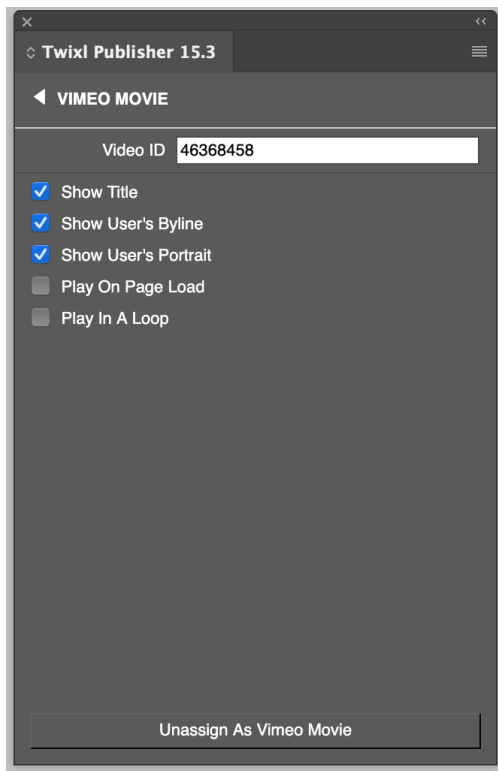 Twixl Publisher 15.3
VIMEO MOVIE
Video ID 46368458
Show Title
Show User's Byline
Show User's Portrait
Play On Page Load
Play In A Loop
Unassign As Vimeo Movie